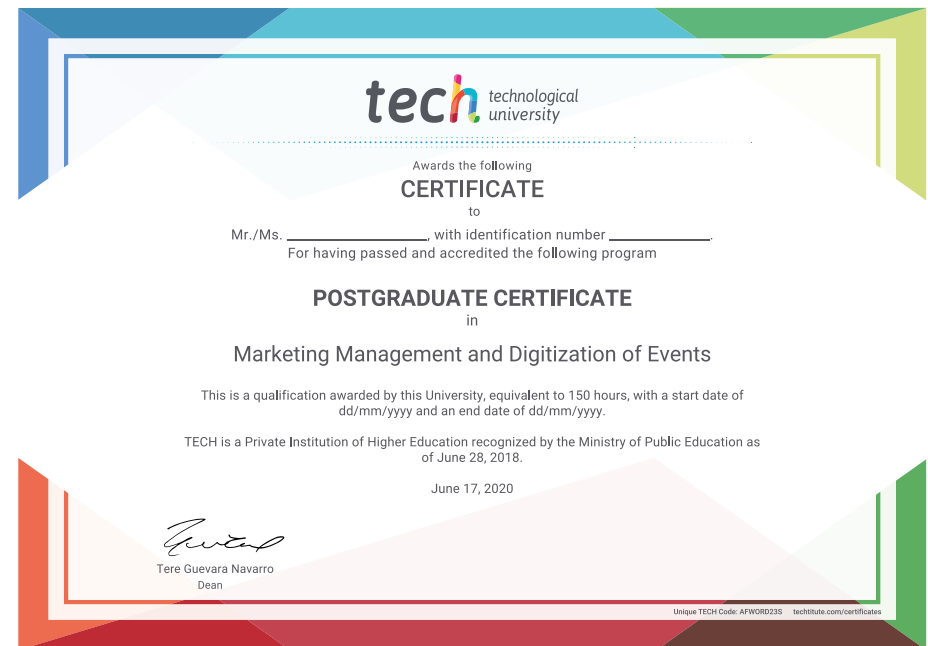 tech technological
university
Awards the following
CERTIFICATE
to
Mr./Ms. ____________________, with identification number ______________.
For having passed and accredited the following program
POSTGRADUATE CERTIFICATE
in
Marketing Management and Digitization of Events
This is a qualification awarded by this University, equivalent to 150 hours, with a start date of
dd/mm/yyyy and an end date of dd/mm/yyyy.
TECH is a Private Institution of Higher Education recognized by the Ministry of Public Education as
of June 28, 2018.
June 17, 2020
Tere Guevara Navarro
Dean
Unique TECH Code: AFWORD23S techtitute.com/certificates